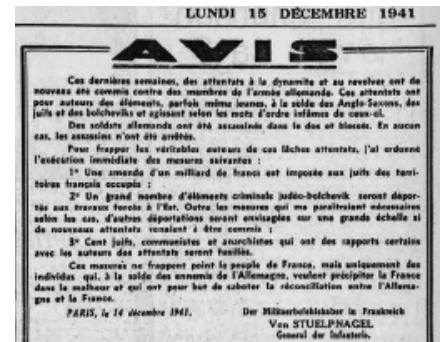 LUNDI 15 DÉCEMBRE 1941
AVIS
Ces dernières semaines, des attentats à la dynamite et au revolver ont de
nouveau été commis contre des membres de l'armée allemande. Ces attentats ont
pour auteurs des éléments, parfois même jeunes, à la solde des Anglo-Saxons, des
juifs et des bolcheviks et agissant selon les mots d'ordre infâmes de ceux-ci.
Des soldats allemands ont été assassinés dans le dos et blessés. En aucun
cas, les assassins n'ont été arrêtés.
Pour frapper les véritables auteurs de ces lâches attentats, j'ai ordonné
l'exécution immédiate des mesures suivantes :
1° Une amende d'un milliard de francs est imposée aux juifs des terri-
toires français occupés ;
2° Un grand nombre d'éléments criminels judéo-bolchevik seront dépor-
tés aux travaux forcés à l'Est. Outre les mesures qui me paraîtraient nécessaires
selon les cas, d'autres déportations seront envisagées sur une grande échelle si
de nouveaux attentats venaient à être commis ;
3° Cent juifs, communistes et anarchistes qui ont des rapports certains
avec les auteurs des attentats seront fusillés.
Ces mesures ne frappent point le peuple de France, mais uniquement des
individus qui, à la solde des ennemis de l'Allemagne, veulent précipiter la France
dans le malheur et qui ont pour but de saboter la réconciliation entre l'Allema-
gne et la France.
PARIS, le 14 décembre 1941.
Der Militaerbefehlshaber in Frankreich
Von STUELPNAGEL
General der Infanterie.